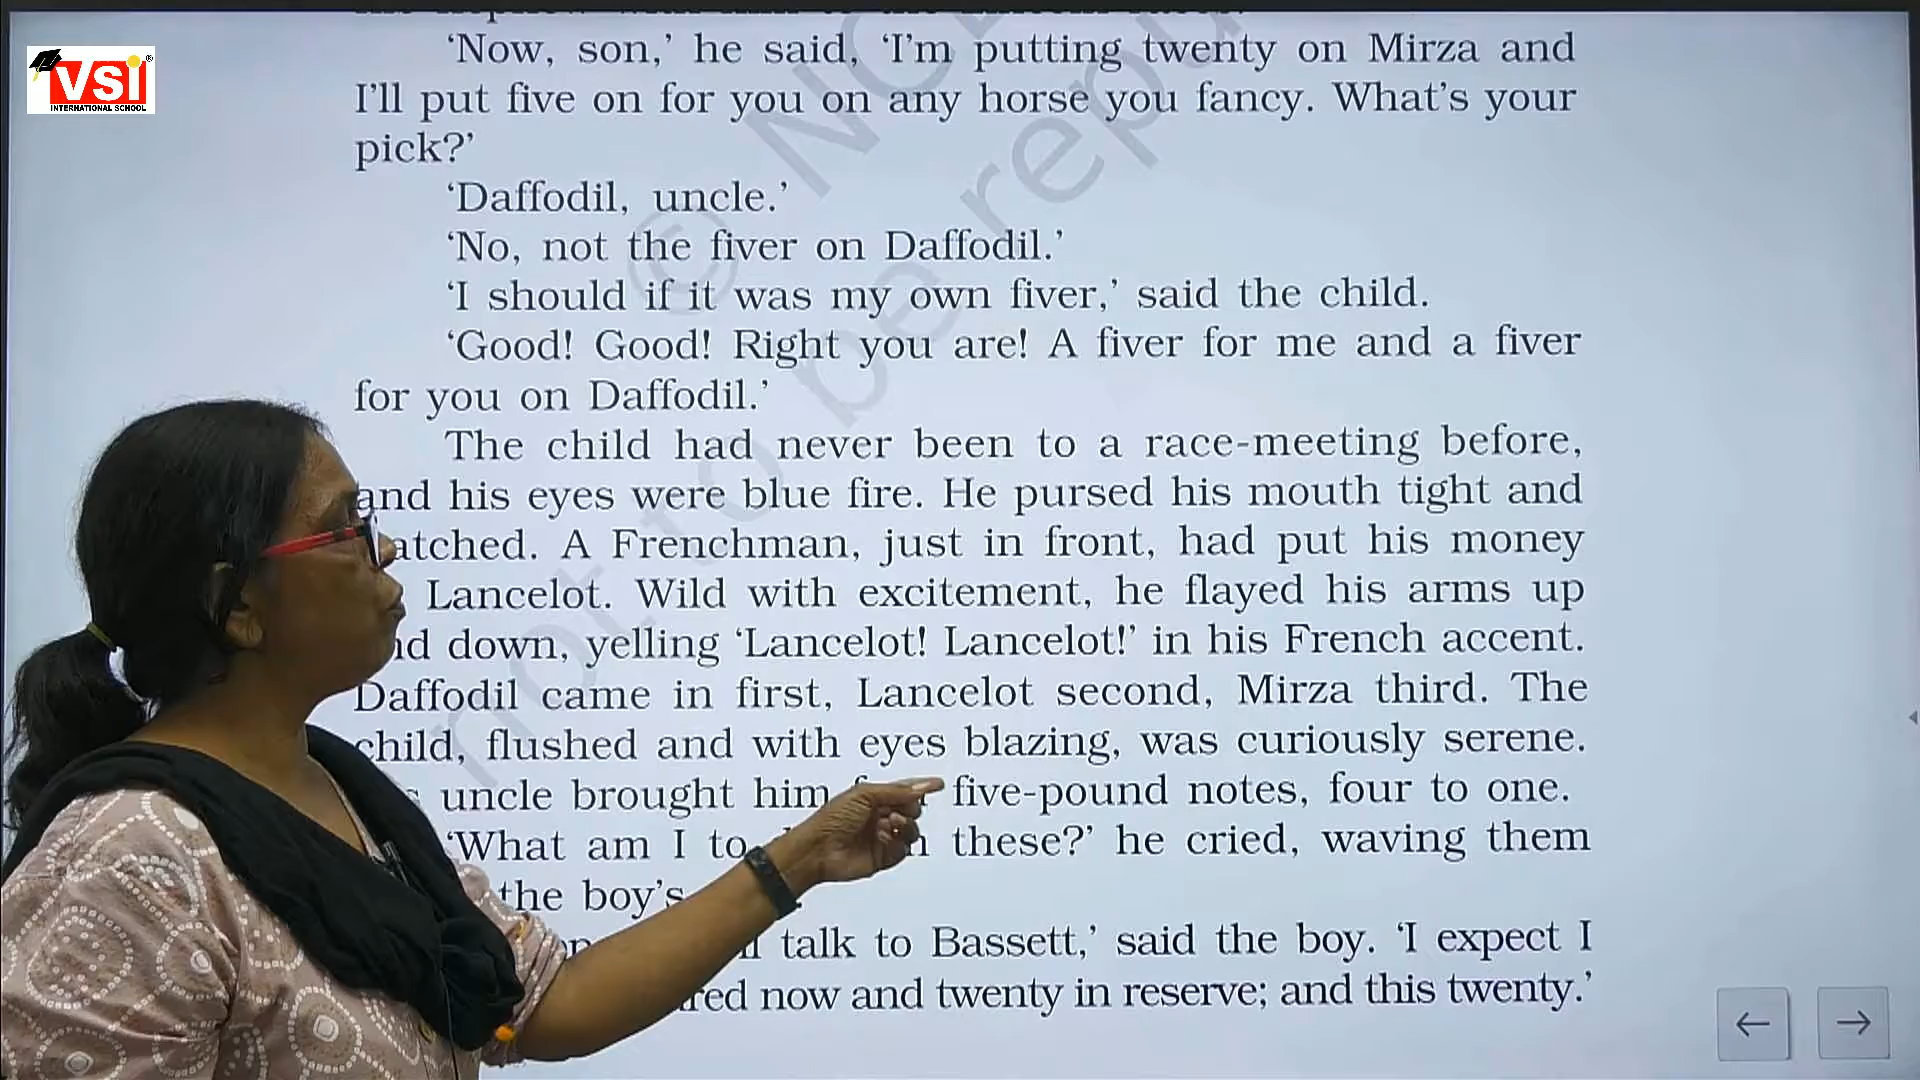 VSI
INTERNATIONAL SCHOOL
‘Now, son,’ he said, ‘I’m putting twenty on Mirza and
I’ll put five on for you on any horse you fancy. What’s your
pick?’
‘Daffodil, uncle.’
‘No, not the fiver on Daffodil.’
‘I should if it was my own fiver,’ said the child.
‘Good! Good! Right you are! A fiver for me and a fiver
for you on Daffodil.’
The child had never been to a race-meeting before,
and his eyes were blue fire. He pursed his mouth tight and
atched. A Frenchman, just in front, had put his money
Lancelot. Wild with excitement, he flayed his arms up
down, yelling ‘Lancelot! Lancelot!’ in his French accent.
Daffodil came in first, Lancelot second, Mirza third. The
child, flushed and with eyes blazing, was curiously serene.
uncle brought him five-pound notes, four to one.
‘What am I to these?’ he cried, waving them
the boy’s
talk to Bassett,’ said the boy. ‘I expect I
red now and twenty in reserve; and this twenty.’
© NCE
not to be repu